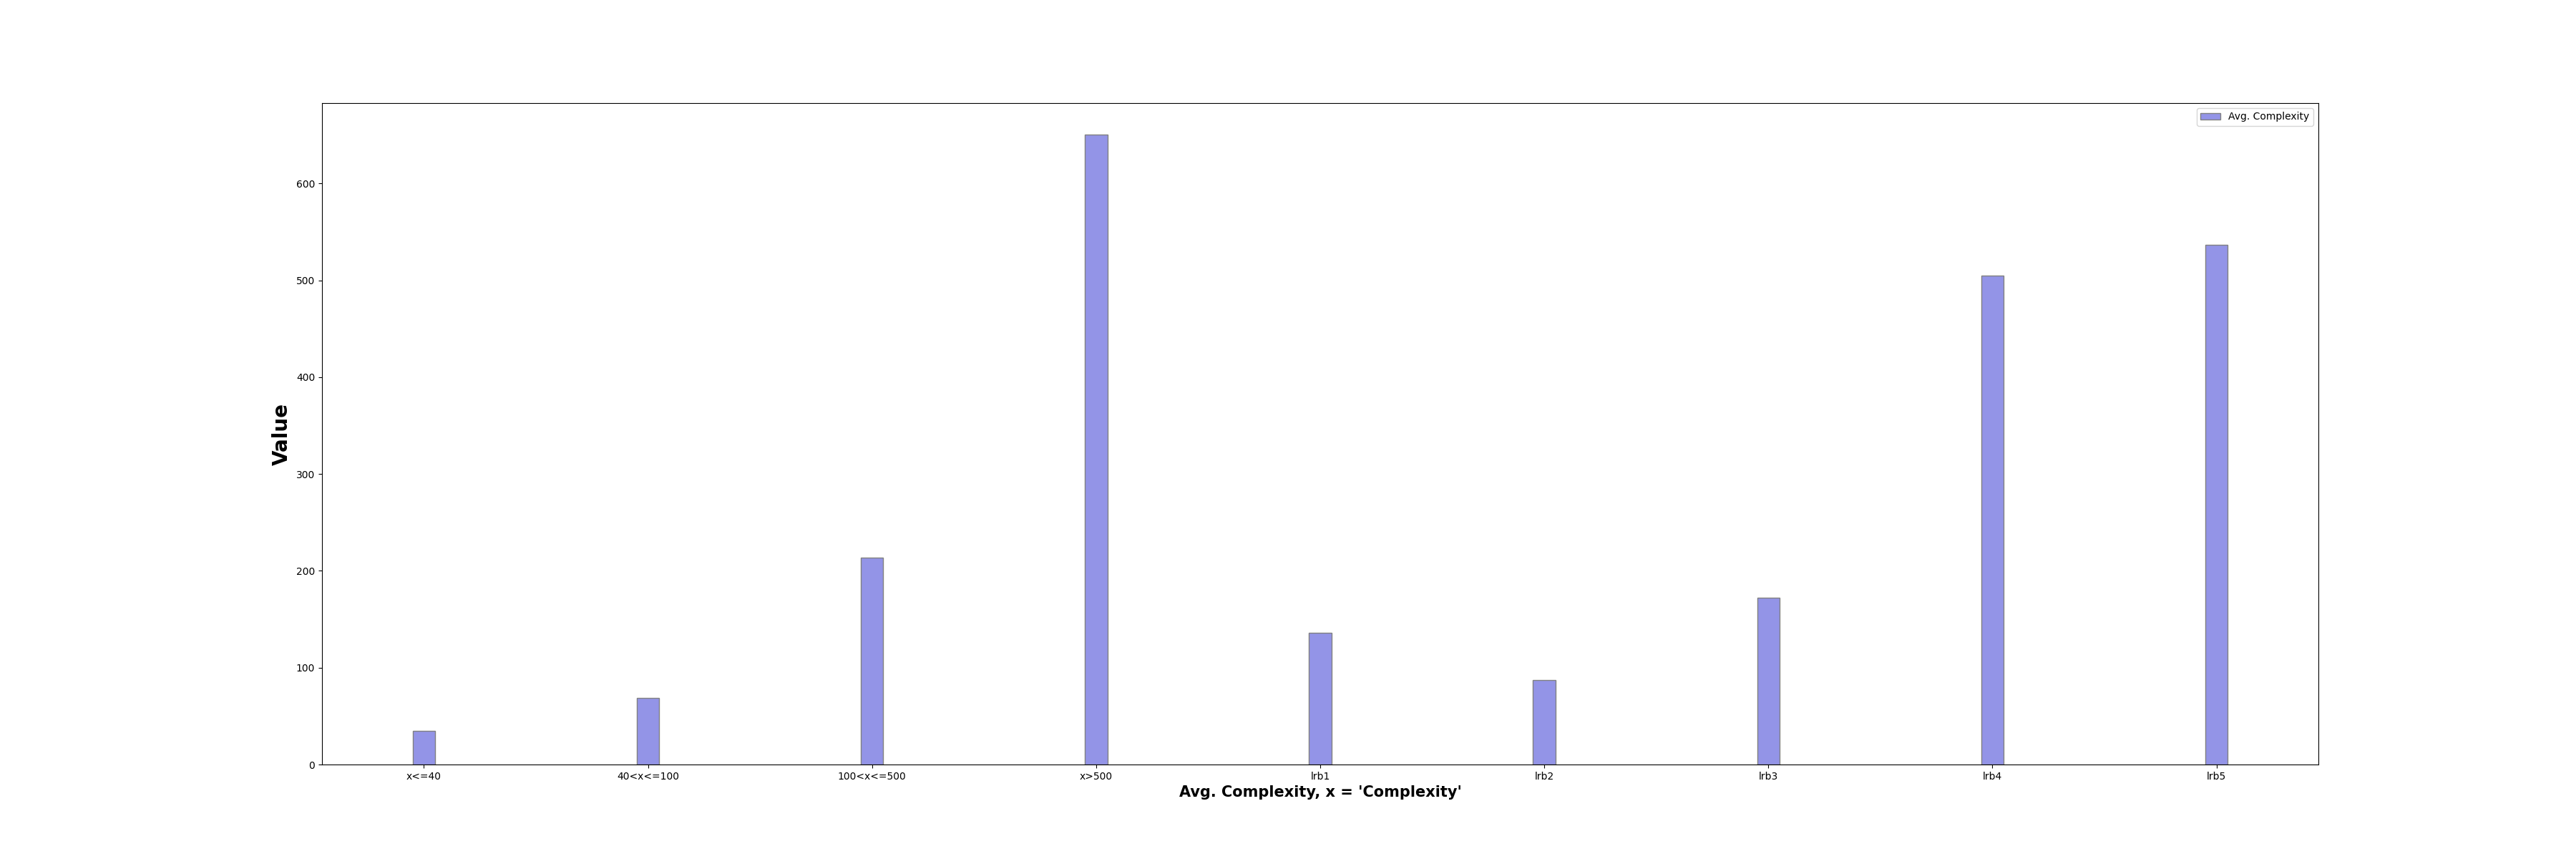 Avg. Complexity
600
500
400
300
200
100
0
Value
x<=40 40<x<=100 100<x<=500 x>500 lrb1 lrb2 lrb3 lrb4 lrb5
Avg. Complexity, x = 'Complexity'